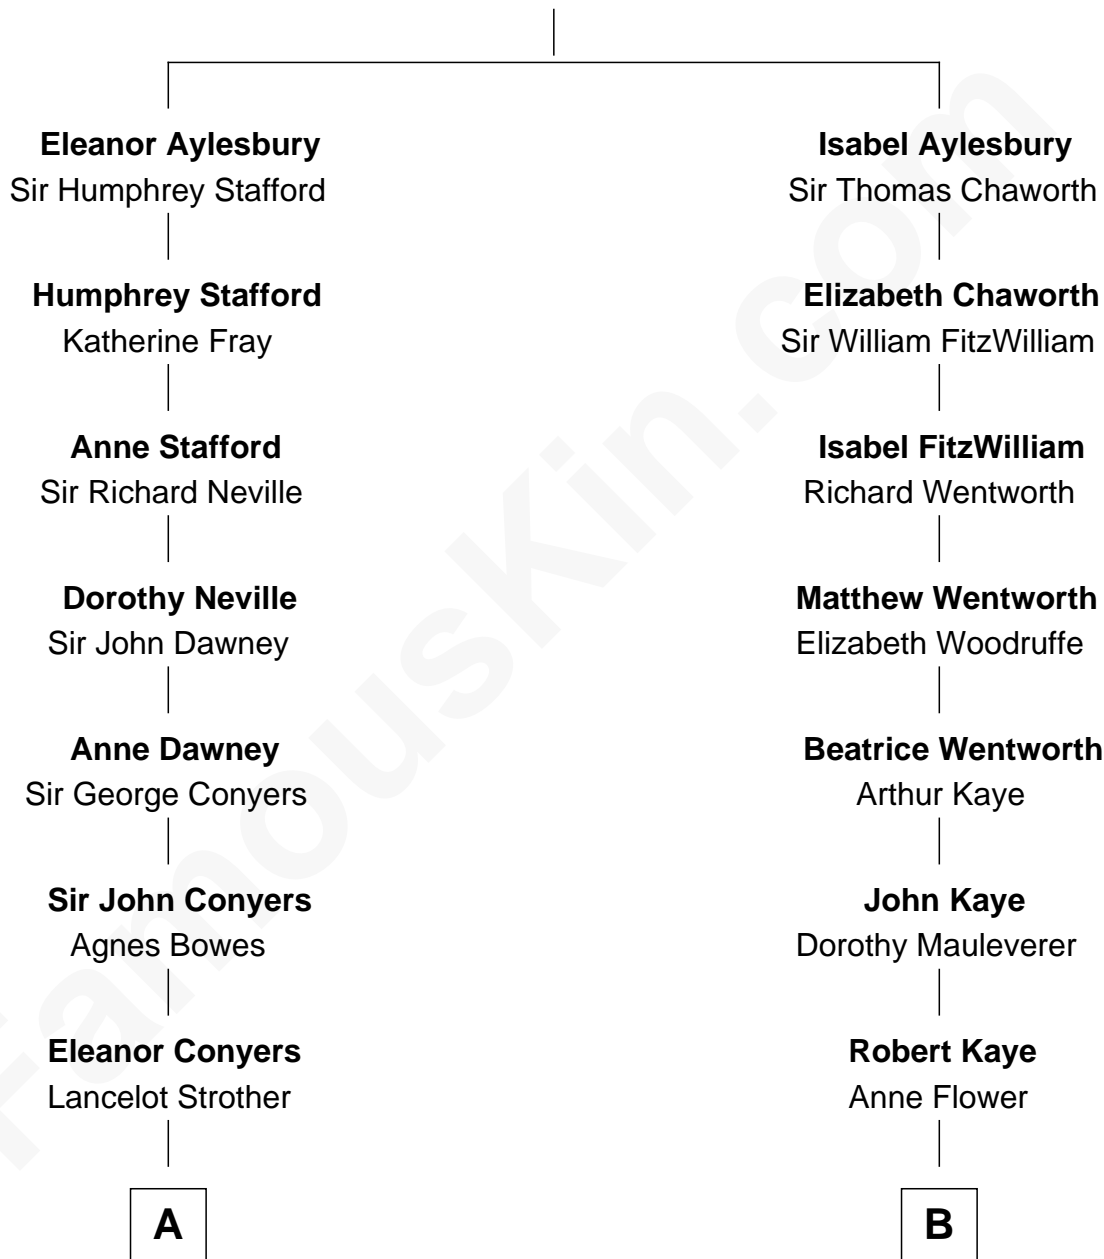 Eleanor Aylesbury
Sir Humphrey Stafford
Humphrey Stafford
Katherine Fray
Anne Stafford
Sir Richard Neville
Dorothy Neville
Sir John Dawney
Anne Dawney
Sir George Conyers
Sir John Conyers
Agnes Bowes
Eleanor Conyers
Lancelot Strother
A
Isabel Aylesbury
Sir Thomas Chaworth
Elizabeth Chaworth
Sir William FitzWilliam
Isabel FitzWilliam
Richard Wentworth
Matthew Wentworth
Elizabeth Woodruffe
Beatrice Wentworth
Arthur Kaye
John Kaye
Dorothy Mauleverer
Robert Kaye
Anne Flower
B
FamousKin.com